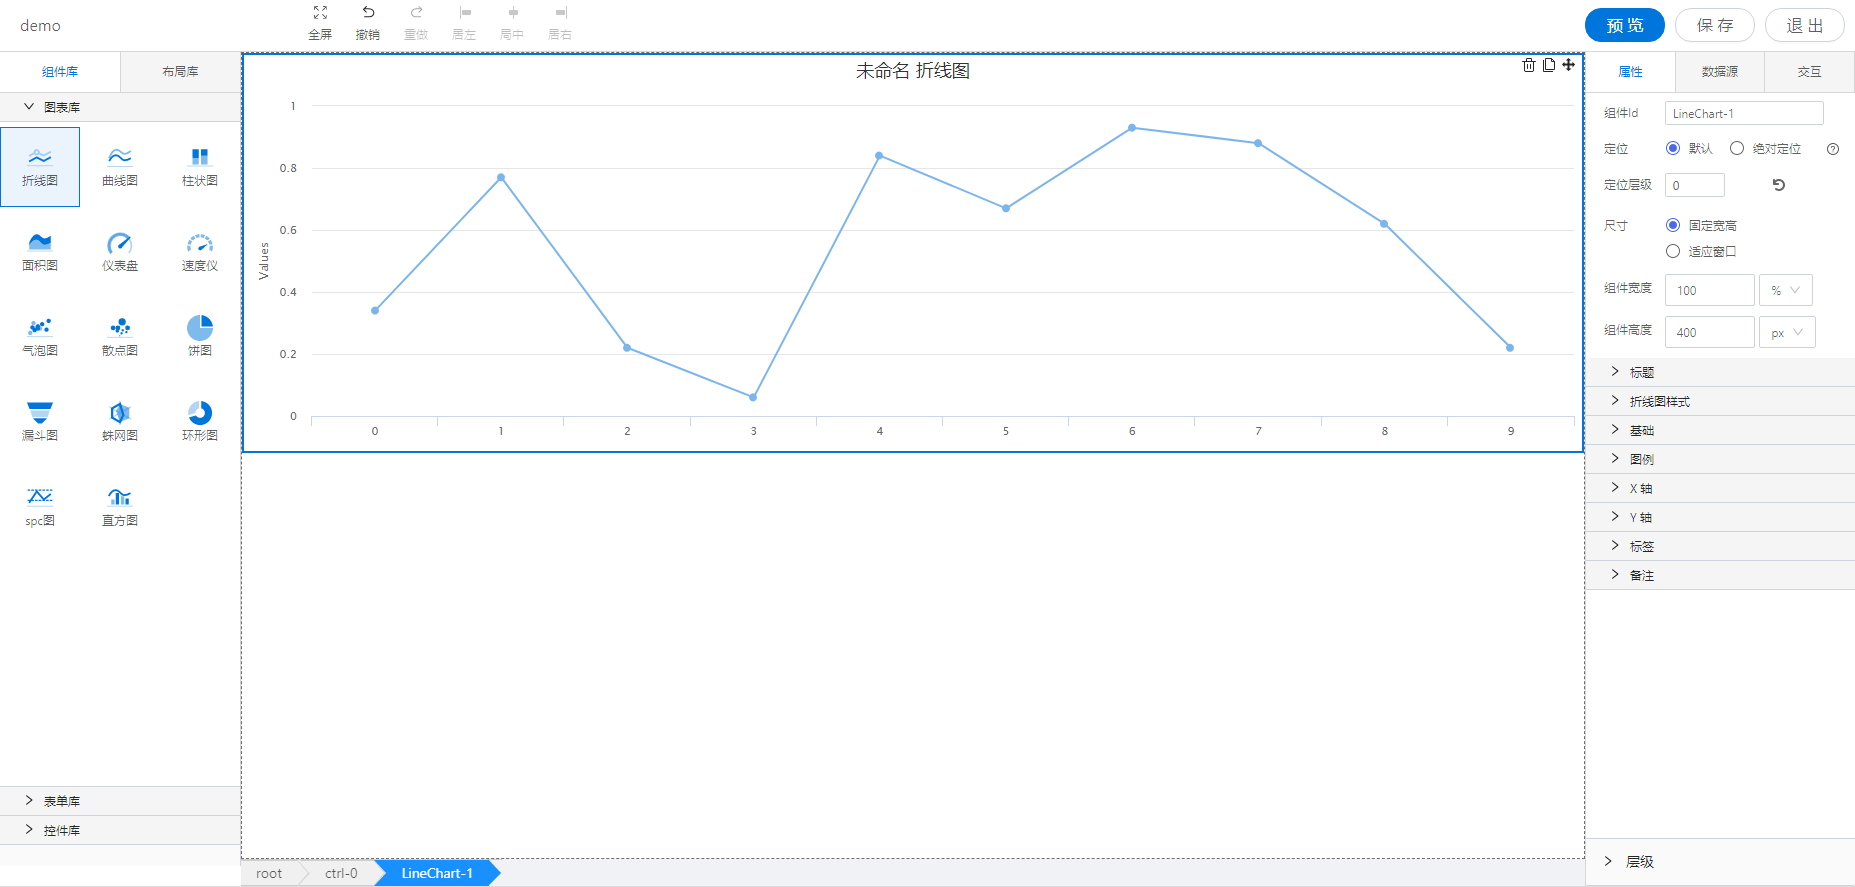 demo
全屏 撤销 重做 居左 局中 居右
预 览 保 存 退 出
组件库 布局库
图表库
折线图 曲线图 柱状图
面积图 仪表盘 速度仪
气泡图 散点图 饼图
漏斗图 蛛网图 环形图
spc图 直方图
表单库
控件库
未命名 折线图
Values
1
0.8
0.6
0.4
0.2
0
0 1 2 3 4 5 6 7 8 9
root ctrl-0 LineChart-1
属性 数据源 交互
组件Id LineChart-1
定位 默认 绝对定位
定位层级 0
尺寸 固定宽高
适应窗口
组件宽度 100 %
组件高度 400 px
标题
折线图样式
基础
图例
X 轴
Y 轴
标签
备注
层级